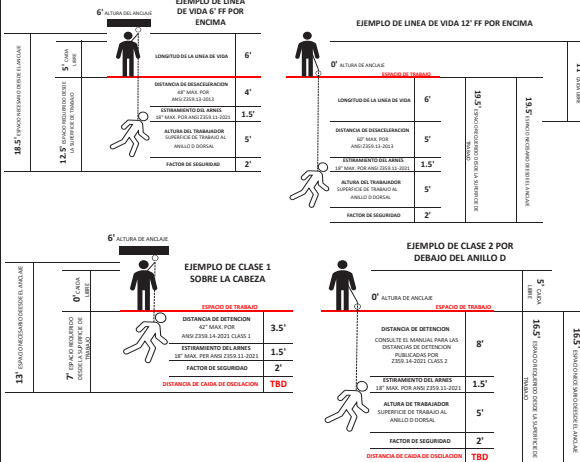 EJEMPLO DE LINEA
DE VIDA 6' FF POR
ENCIMA
6' ALTURA DEL ANCLAJE
18.5' ESPACIO NECESARIO DESDE EL ANCLAJE
5' CAIDA
LIBRE
12.5' ESPACIO REQUERIDO DESDE
LA SUPERFICIE DE TRABAJO
LONGITUD DE LA LINEA DE VIDA 6'
DISTANCIA DE DESACELERACION
48" MAX. POR
ANSI Z359.13-2013
4'
ESTIRAMIENTO DEL ARNES
18" MAX. POR ANSI Z359.11-2021
1.5'
ALTURA DEL TRABAJADOR
SUPERFICIE DE TRABAJO AL
ANILLO D DORSAL
5'
FACTOR DE SEGURIDAD 2'
EJEMPLO DE LINEA DE VIDA 12' FF POR ENCIMA
0' ALTURA DE ANCLAJE
ESPACIO DE TRABAJO
LONGITUD DE LA LINEA DE VIDA 6'
DISTANCIA DE DESACELERACION
60" MAX. POR
ANSI Z359.13-2013
5'
ESTIRAMIENTO DEL ARNES
18" MAX. POR ANSI Z359.11-2021
1.5'
ALTURA DEL TRABAJADOR
SUPERFICIE DE TRABAJO AL
ANILLO D DORSAL
5'
FACTOR DE SEGURIDAD 2'
19.5' ESPACIO REQUERIDO DESDE LA SUPERFICIE DE
TRABAJO
19.5' ESPACIO NECESARIO DESDE EL ANCLAJE
CAIDA LIBRE
6' ALTURA DE ANCLAJE
EJEMPLO DE CLASE 1
SOBRE LA CABEZA
13' ESPACIO NECESARIO DEESDE EL ANCLAJE
0' CAIDA
LIBRE
7' ESPACIO REQUERIDO
DESDE LA SUPERFICIE DE
TRABAJO
ESPACIO DE TRABAJO
DISTANCIA DE DETENCION
42" MAX. POR
ANSI Z359.14-2021 CLASS 1
3.5'
ESTIRAMIENTO DEL ARNES
18" MAX. PER ANSI Z359.11-2021
1.5'
FACTOR DE SEGURIDAD 2'
DISTANCIA DE CAIDA DE OSCILACION TBD
EJEMPLO DE CLASE 2 POR
DEBAJO DEL ANILLO D
0' ALTURA DE ANCLAJE
ESPACIO DE TRABAJO
DISTANCIA DE DETENCION
CONSULTE EL MANUAL PARA LAS
DISTANCIAS DE DETENCION
PUBLICADAS POR
Z359.14-2021 CLASS 2
8'
ESTIRAMIENTO DEL ARNES
18" MAX. PER ANSI Z359.11-2021
1.5'
ALTURA DE TRABAJADOR
SUPERFICIE DE TRABAJO AL
ANILLO D DORSAL
5'
FACTOR DE SEGURIDAD 2'
DISTANCIA DE CAIDA DE OSCILACION TBD
5' CAIDA
LIBRE
16.5' ESPACIO REQUERIDO DESDE LA SUPERFICIE DE
TRABAJO
16.5' ESPACIO NECESARIO DEESDE EL ANCLAJE